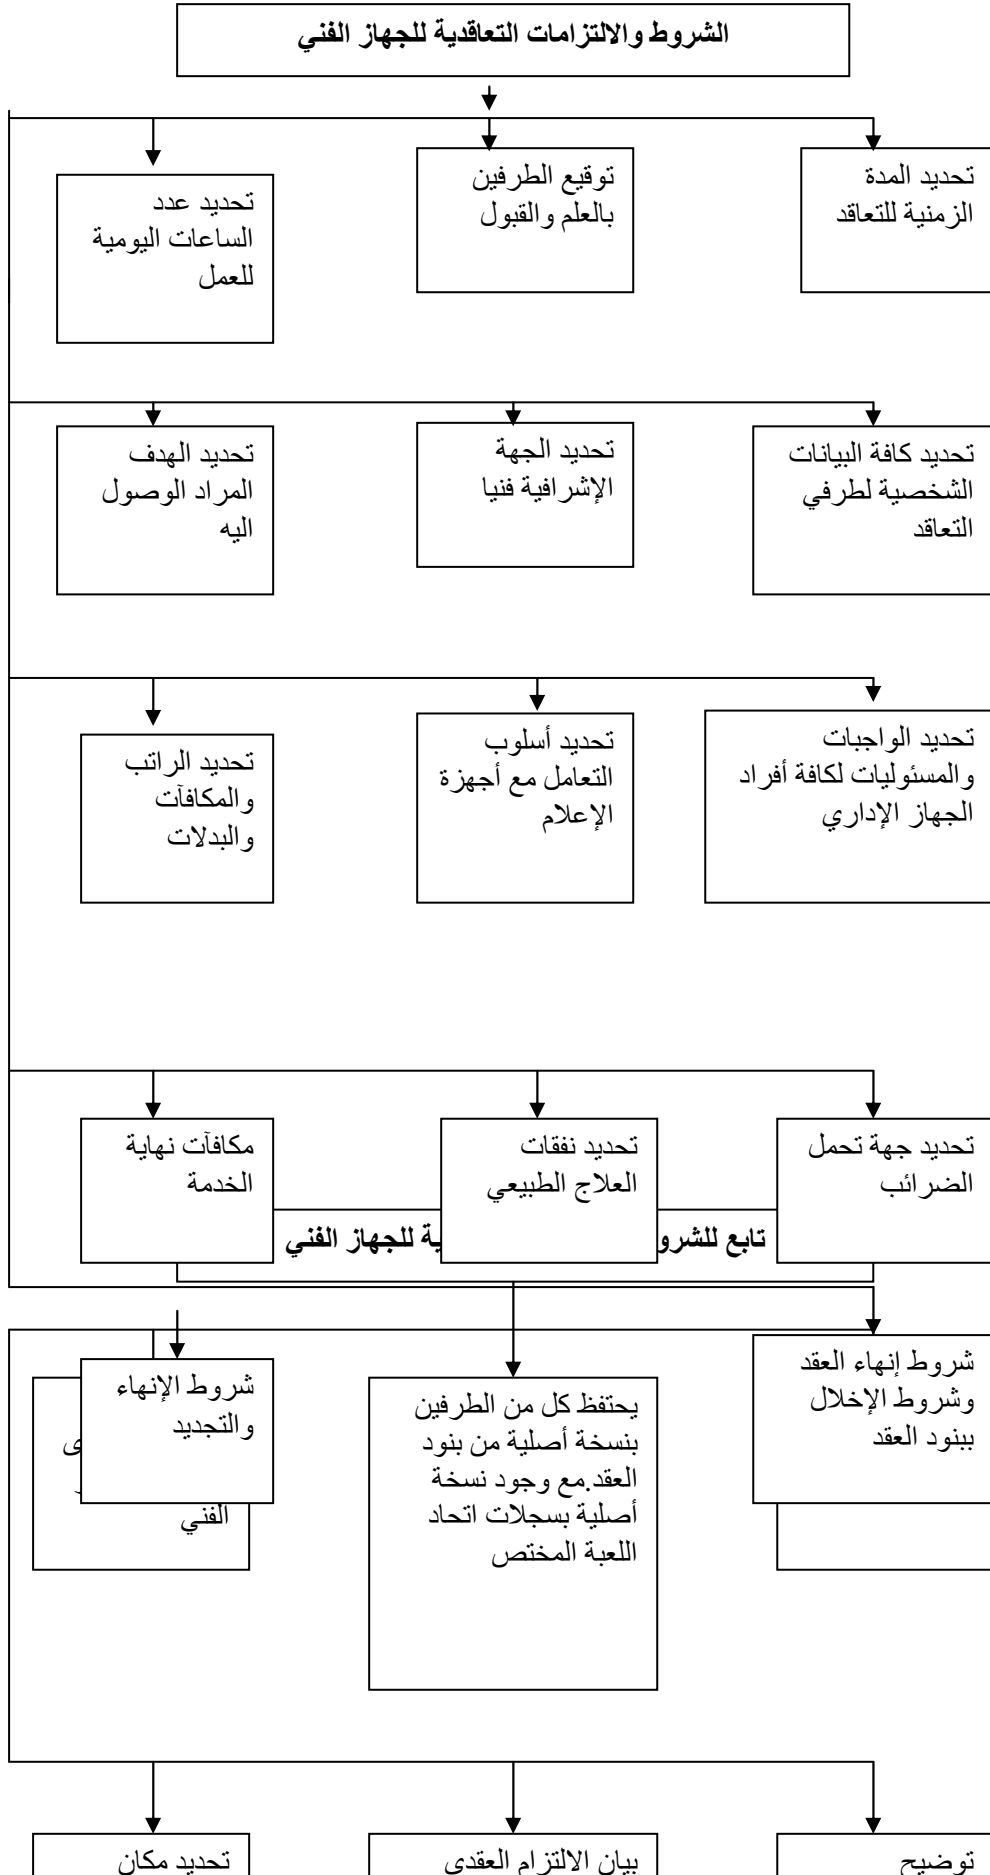 الشروط والالتزامات التعاقدية للجهاز الفني
تحديد المدة
الزمنية للتعاقد
توقيع الطرفين
بالعلم والقبول
تحديد عدد
الساعات اليومية
للعمل
تحديد كافة البيانات
الشخصية لطرفي
التعاقد
تحديد الجهة
الإشرافية فنيا
تحديد الهدف
المراد الوصول
اليه
تحديد الواجبات
والمسئوليات لكافة أفراد
الجهاز الإداري
تحديد أسلوب
التعامل مع أجهزة
الإعلام
تحديد الراتب
والمكافآت
والبدلات
تحديد جهة تحمل
الضرائب
تحديد نفقات
العلاج الطبيعي
مكافآت نهاية
الخدمة
تابع للشرو ية للجهاز الفني
شروط إنهاء العقد
وشروط الإخلال
ببنود العقد
يحتفظ كل من الطرفين
بنسخة أصلية من بنود
العقد.مع وجود نسخة
أصلية بسجلات اتحاد
اللعبة المختص
شروط الإنهاء
والتجديد
الفني
توضيح
بيان الالتزام العقدى
تحديد مكان